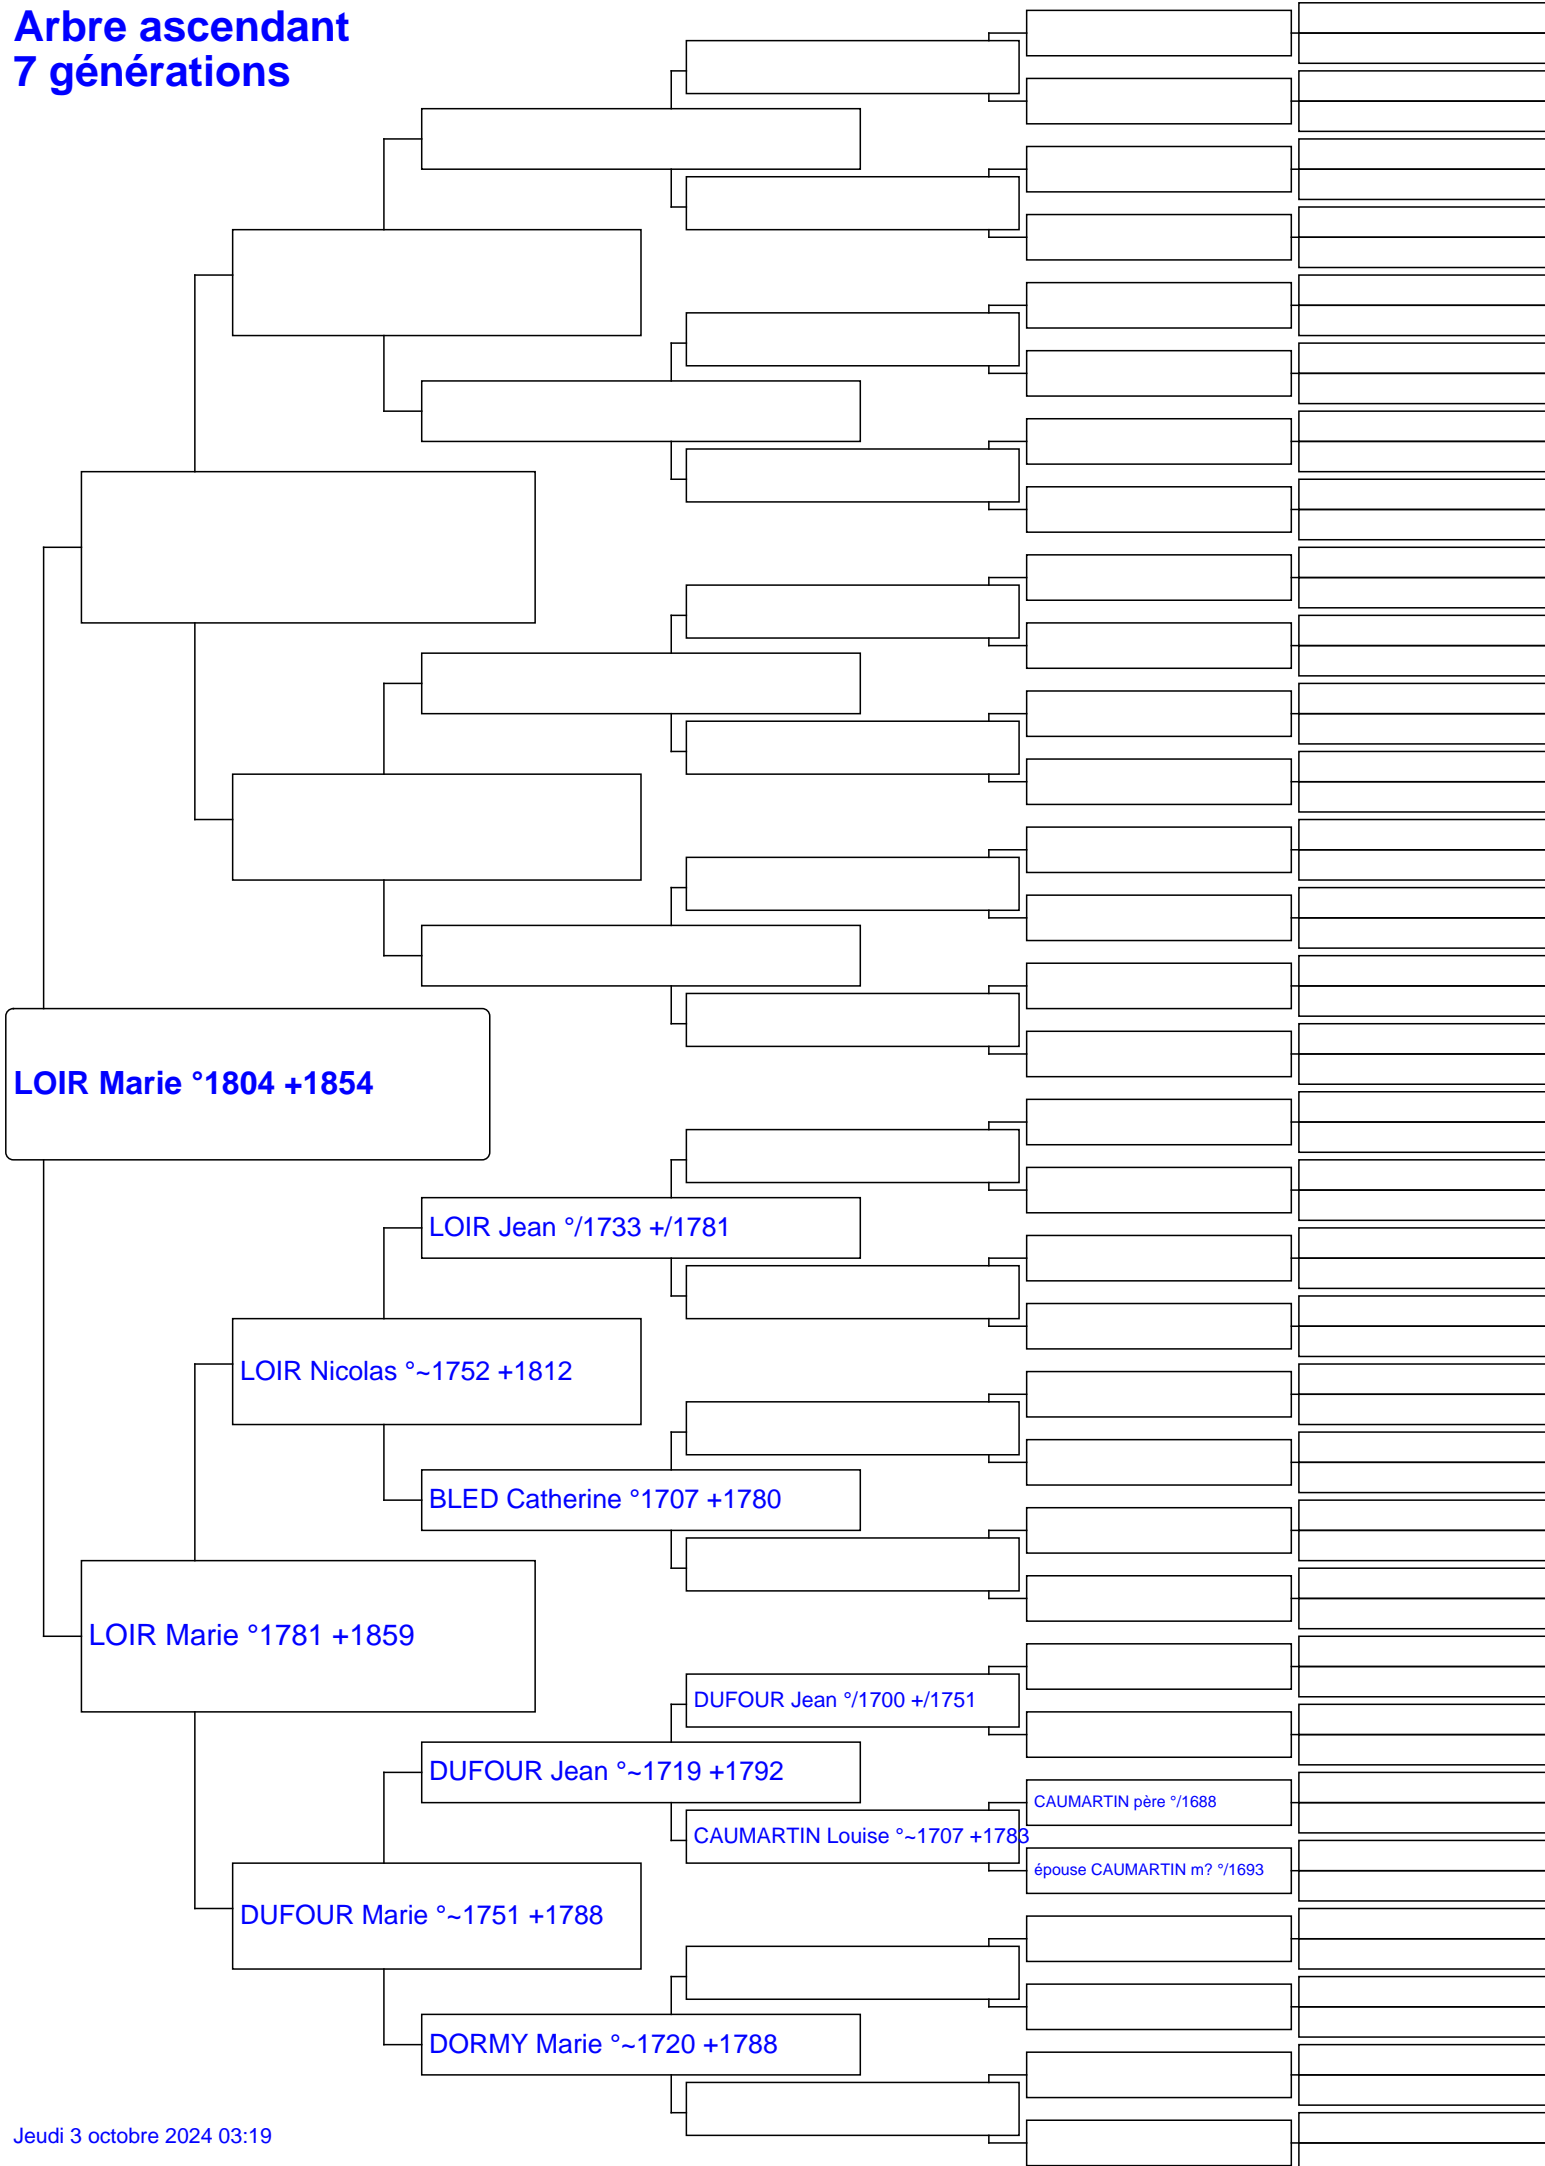 Arbre ascendant
7 générations
LOIR Marie °1804 +1854
LOIR Jean °/1733 +/1781
LOIR Nicolas °~1752 +1812
BLED Catherine °1707 +1780
LOIR Marie °1781 +1859
DUFOUR Jean °/1700 +/1751
DUFOUR Jean °~1719 +1792
CAUMARTIN père °/1688
CAUMARTIN Louise °~1707 +1783
épouse CAUMARTIN m? °/1693
DUFOUR Marie °~1751 +1788
DORMY Marie °~1720 +1788
Jeudi 3 octobre 2024 03:19